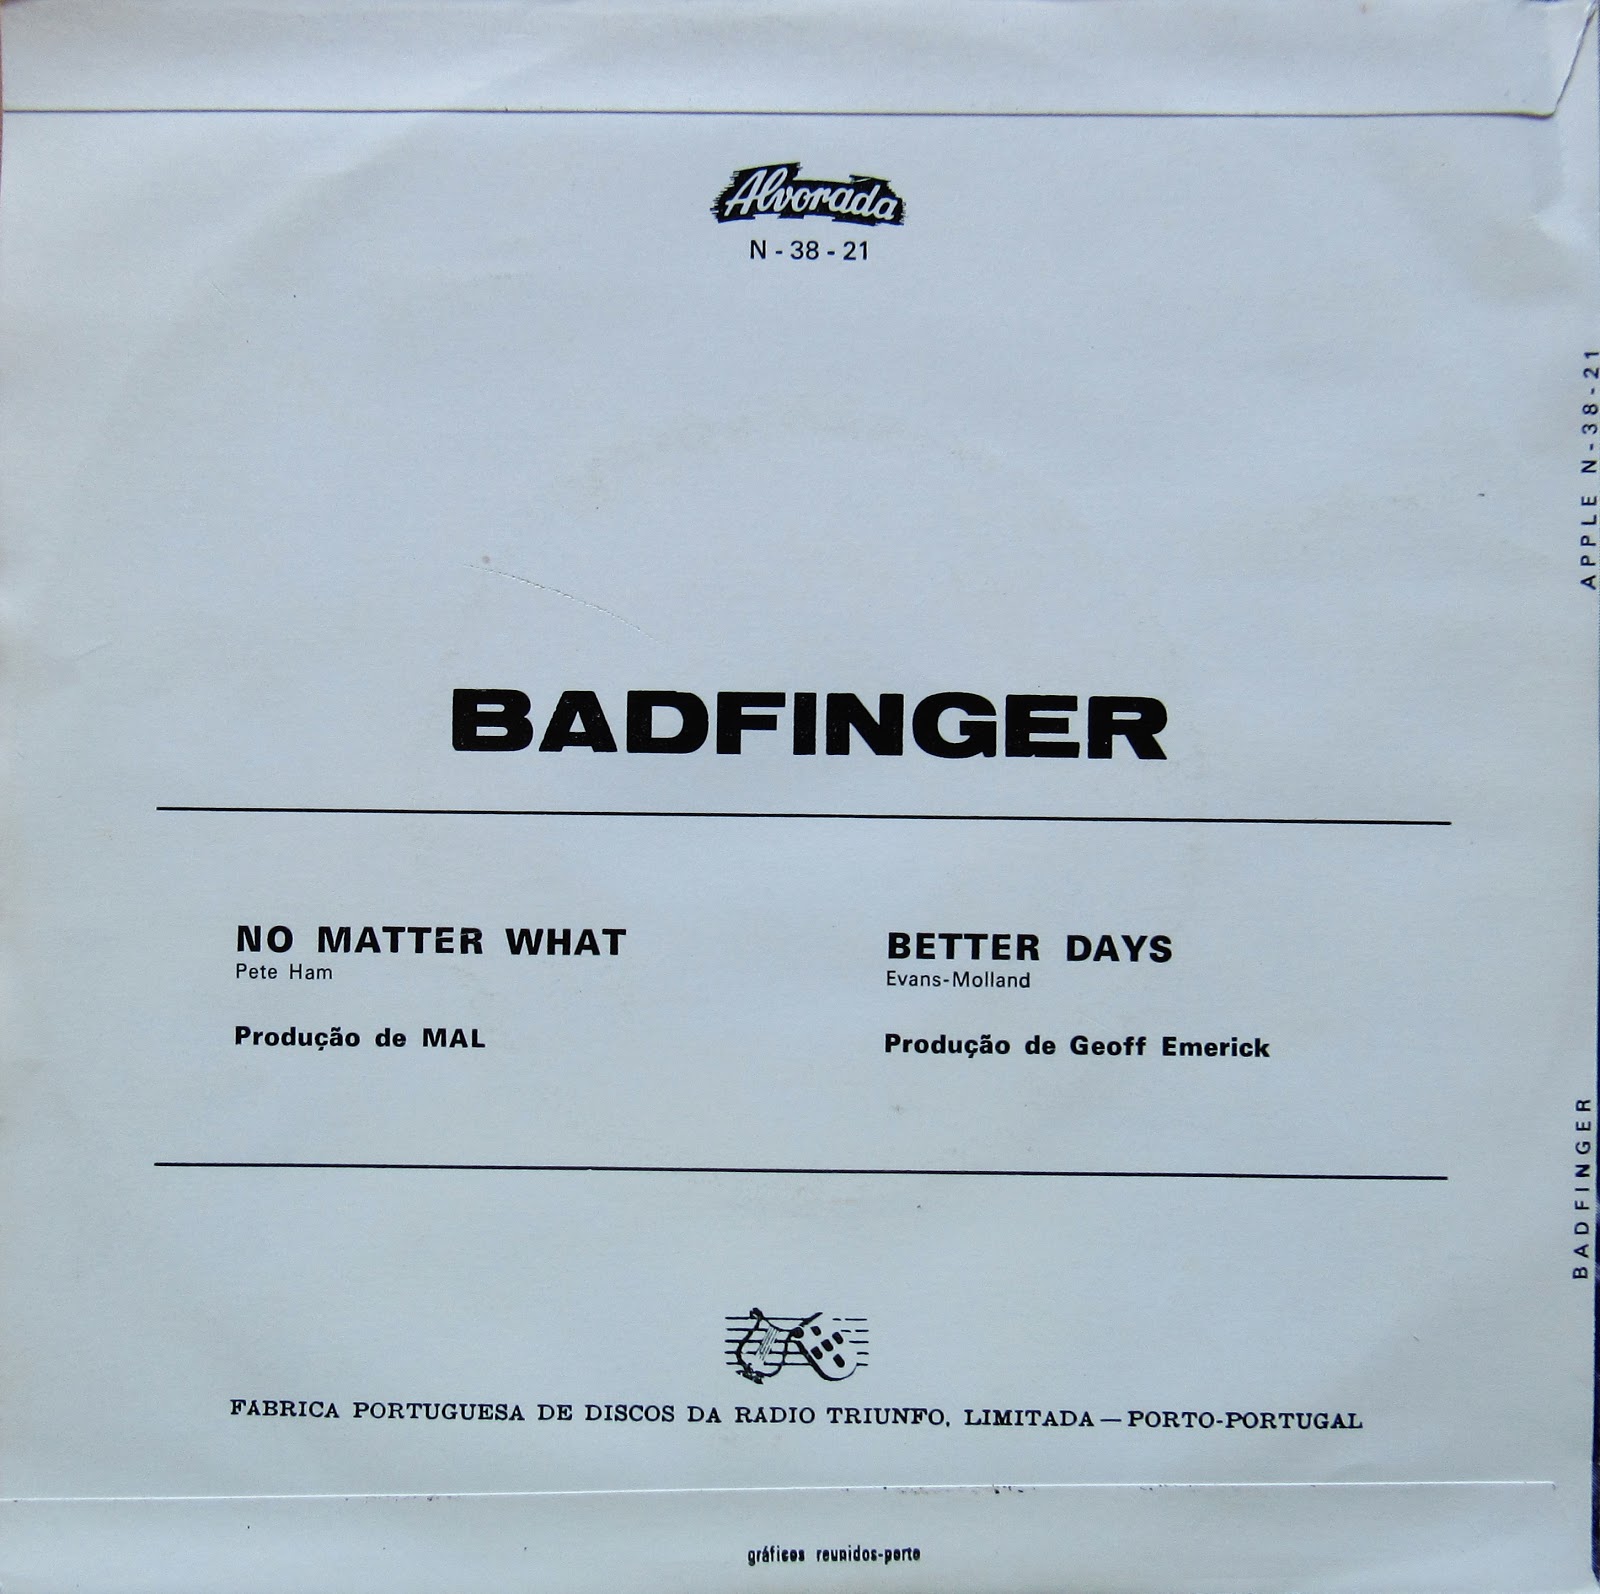 Alvorada
N - 38 - 21
BADFINGER
NO MATTER WHAT
Pete Ham
Produção de MAL
BETTER DAYS
Evans-Molland
Produção de Geoff Emerick
FABRICA PORTUGUESA DE DISCOS DA RADIO TRIUNFO, LIMITADA — PORTO-PORTUGAL
gráficos reunidos-porto
APPLE N - 38 - 21
BADFINGER